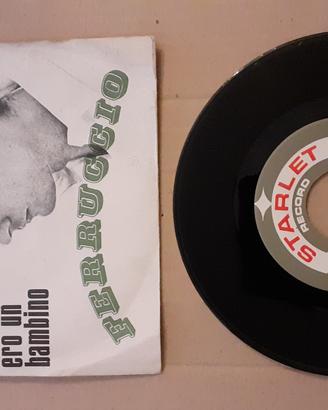 FERRUCCIO
ero un
bambino
STARLET
RECORD